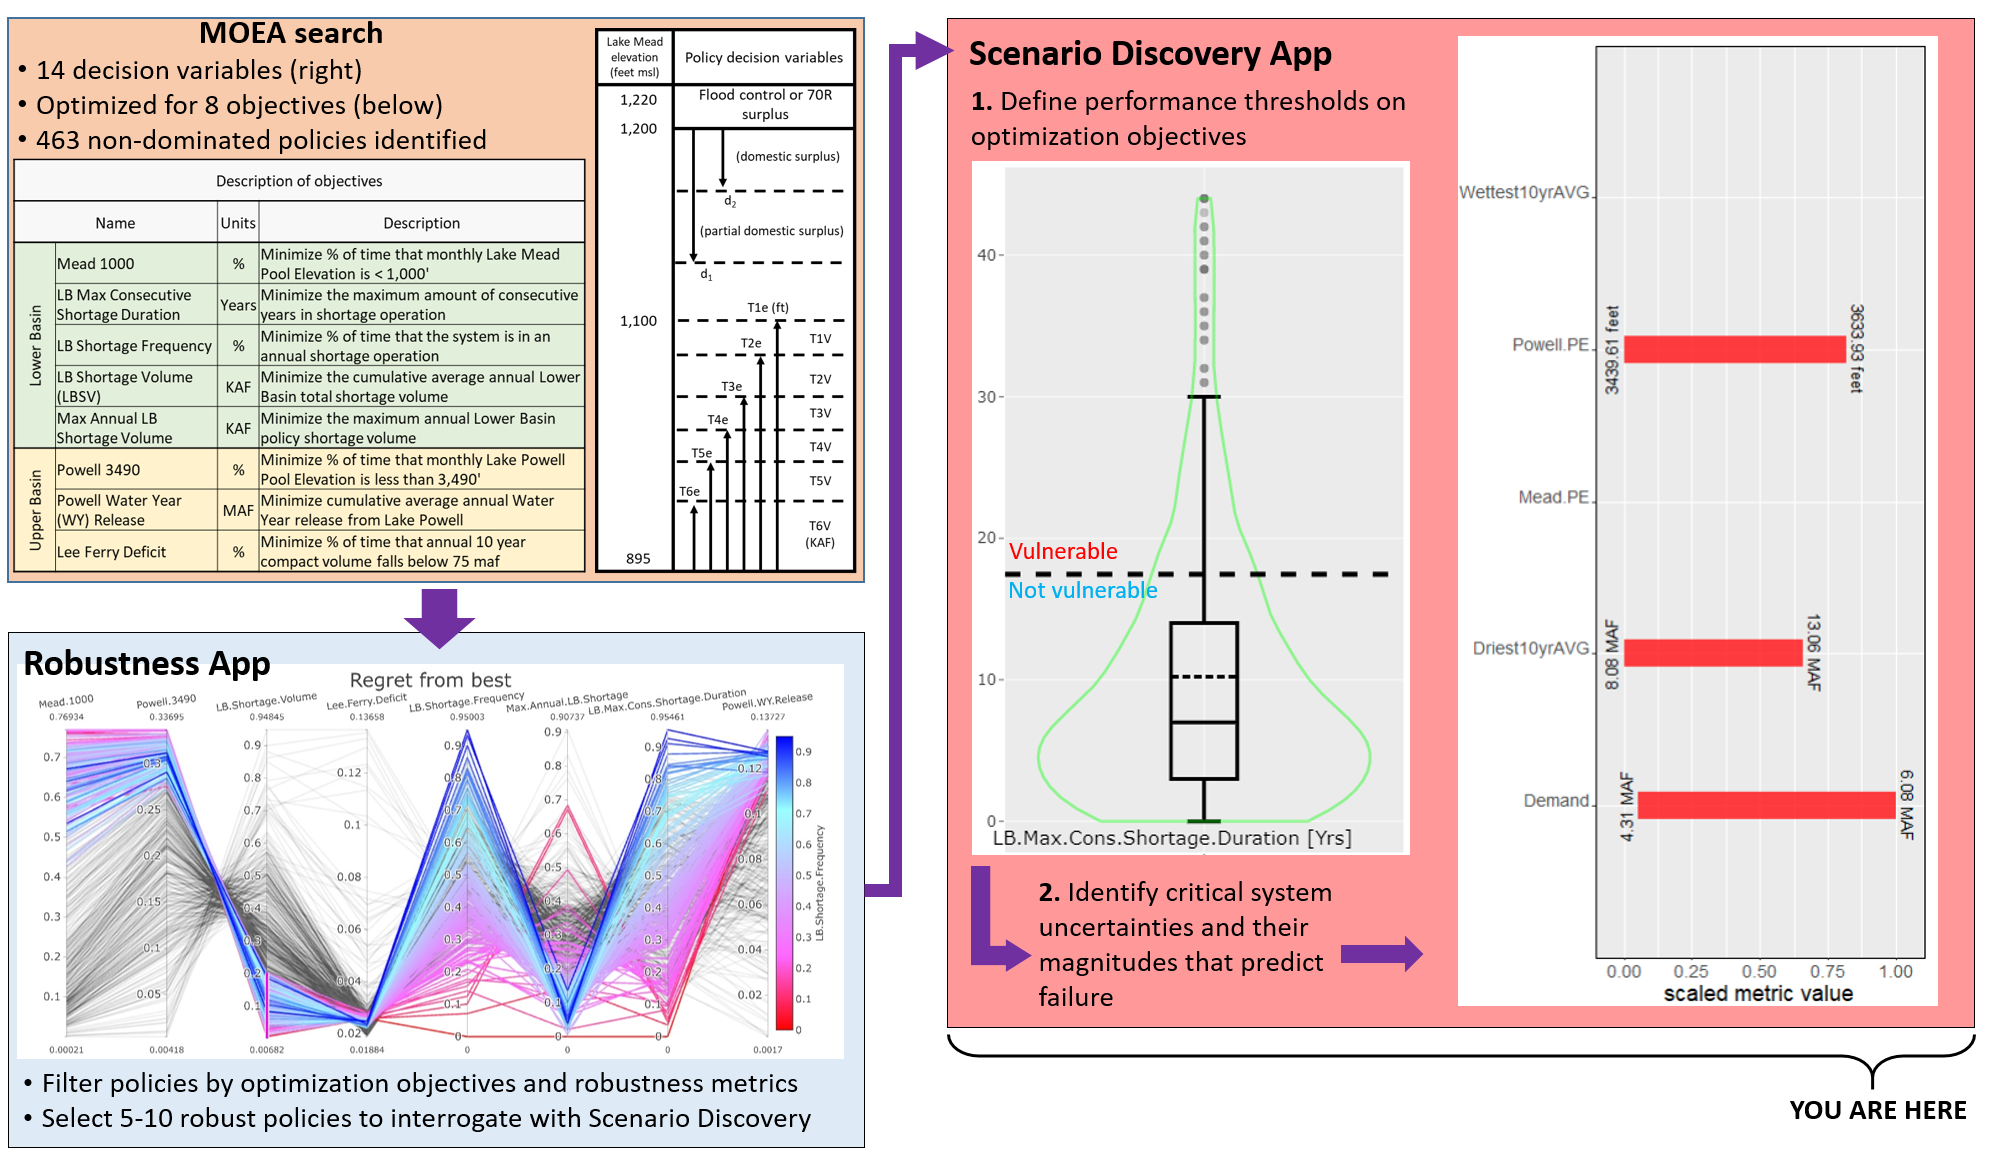 MOEA search
• 14 decision variables (right)
• Optimized for 8 objectives (below)
• 463 non-dominated policies identified
Description of objectives
Name Units Description
Lower Basin
Mead 1000 % Minimize % of time that monthly Lake Mead
Pool Elevation is < 1,000'
LB Max Consecutive Years Minimize the maximum amount of consecutive
Shortage Duration years in shortage operation
LB Shortage Frequency % Minimize % of time that the system is in an
annual shortage operation
LB Shortage Volume KAF Minimize the cumulative average annual Lower
(LBSV) Basin total shortage volume
Max Annual LB KAF Minimize the maximum annual Lower Basin
Shortage Volume policy shortage volume
Upper Basin
Powell 3490 % Minimize % of time that monthly Lake Powell
Pool Elevation is less than 3,490'
Powell Water Year MAF Minimize cumulative average annual Water
(WY) Release Year release from Lake Powell
Lee Ferry Deficit % Minimize % of time that annual 10 year
compact volume falls below 75 maf
Lake Mead
elevation
(feet msl)
Policy decision variables
1,220
Flood control or 70R
surplus
1,200
(domestic surplus)
d2
(partial domestic surplus)
d1
T1e (ft)
1,100
T1V
T2e
T2V
T3e
T3V
T4e
T4V
T5e
T5V
T6e
T6V
(KAF)
895
Robustness App
Regret from best
Mead.1000 Powell.3490 LB.Shortage.Volume Lee.Ferry.Deficit LB.Shortage.Frequency Max.Annual.LB.Shortage LB.Max.Cons.Shortage.Duration Powell.WY.Release
0.76934 0.33695 0.94845 0.13658 0.95003 0.90737 0.95461 0.13727
0.7
0.6
0.5
0.4
0.3
0.2
0.1
0.3
0.25
0.2
0.15
0.1
0.05
0.9
0.8
0.7
0.6
0.5
0.4
0.3
0.2
0.1
0.12
0.1
0.08
0.06
0.04
0.02
0.9
0.8
0.7
0.6
0.5
0.4
0.3
0.2
0.1
0
0.9
0.8
0.7
0.6
0.5
0.4
0.3
0.2
0.1
0
0.9
0.8
0.7
0.6
0.5
0.4
0.3
0.2
0.1
0
0.12
0.1
0.08
0.06
0.04
0.02
0.9
0.8
0.7
0.6
0.5
0.4
0.3
0.2
0.1
0
LB.Shortage.Frequency
0.00021 0.00418 0.00682 0.01884 0 0 0 0.0017
• Filter policies by optimization objectives and robustness metrics
• Select 5-10 robust policies to interrogate with Scenario Discovery
Scenario Discovery App
1. Define performance thresholds on
optimization objectives
40
30
20
10
0
Vulnerable
Not vulnerable
LB.Max.Cons.Shortage.Duration [Yrs]
2. Identify critical system
uncertainties and their
magnitudes that predict
failure
Wettest10yrAVG
Powell.PE
3439.61 feet
3633.93 feet
Mead.PE
Driest10yrAVG
8.08 MAF
13.06 MAF
Demand
4.31 MAF
6.08 MAF
0.00 0.25 0.50 0.75 1.00
scaled metric value
YOU ARE HERE